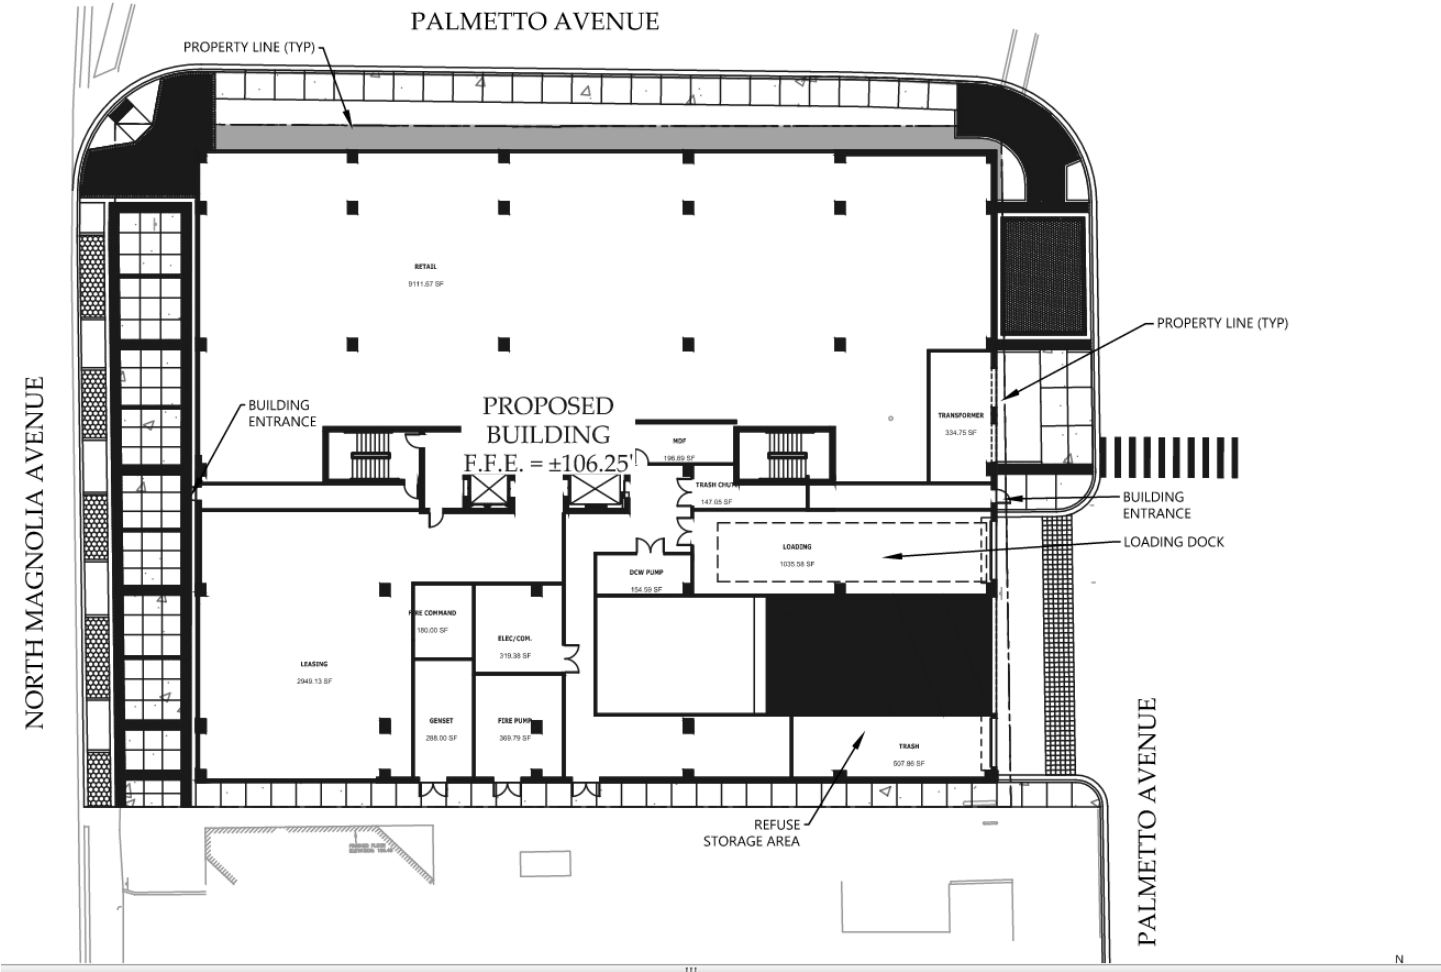 PALMETTO AVENUE
PROPERTY LINE (TYP)
RETAIL
9111.67 SF
PROPERTY LINE (TYP)
NORTH MAGNOLIA AVENUE
BUILDING
ENTRANCE
PROPOSED
BUILDING
F.F.E. = ±106.25'
MDF
196.89 SF
TRANSFORMER
334.75 SF
TRASH CHUT
147.05 SF
BUILDING
ENTRANCE
LOADING DOCK
LOADING
1035.58 SF
DCW PUMP
154.59 SF
FIRE COMMAND
180.00 SF
ELEC/COM.
319.38 SF
LEASING
2949.13 SF
GENSET
288.00 SF
FIRE PUMP
369.79 SF
TRASH
507.86 SF
REFUSE
STORAGE AREA
PALMETTO AVENUE
N